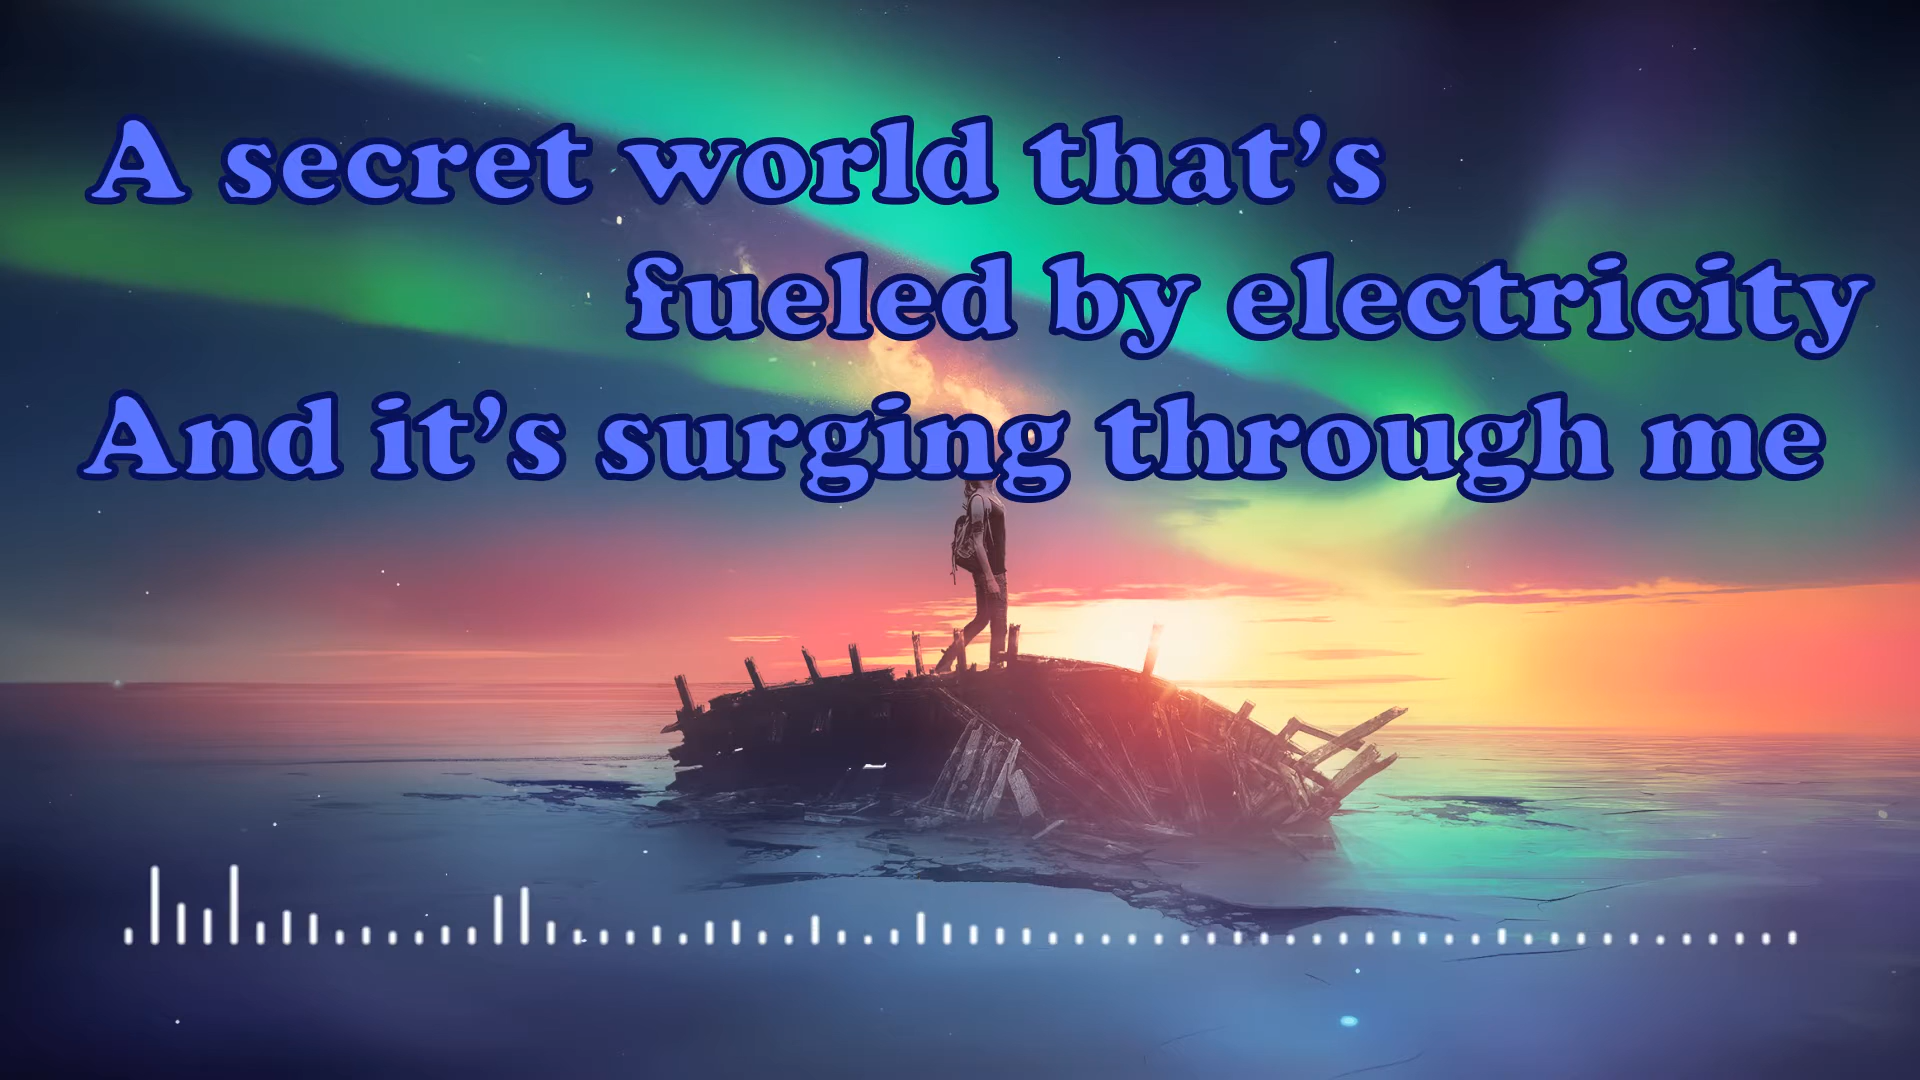 A secret world that’s
fueled by electricity
And it’s surging through me